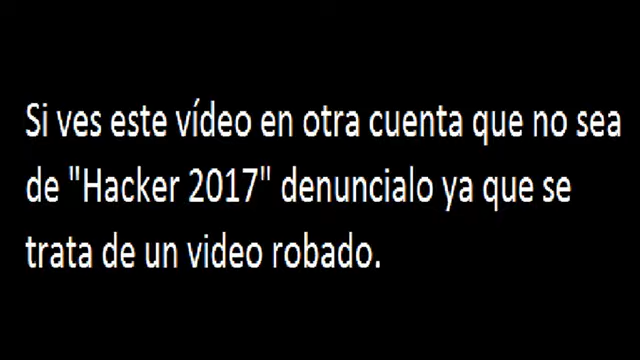 Si ves este vídeo en otra cuenta que no sea
de "Hacker 2017" denuncialo ya que se
trata de un video robado.